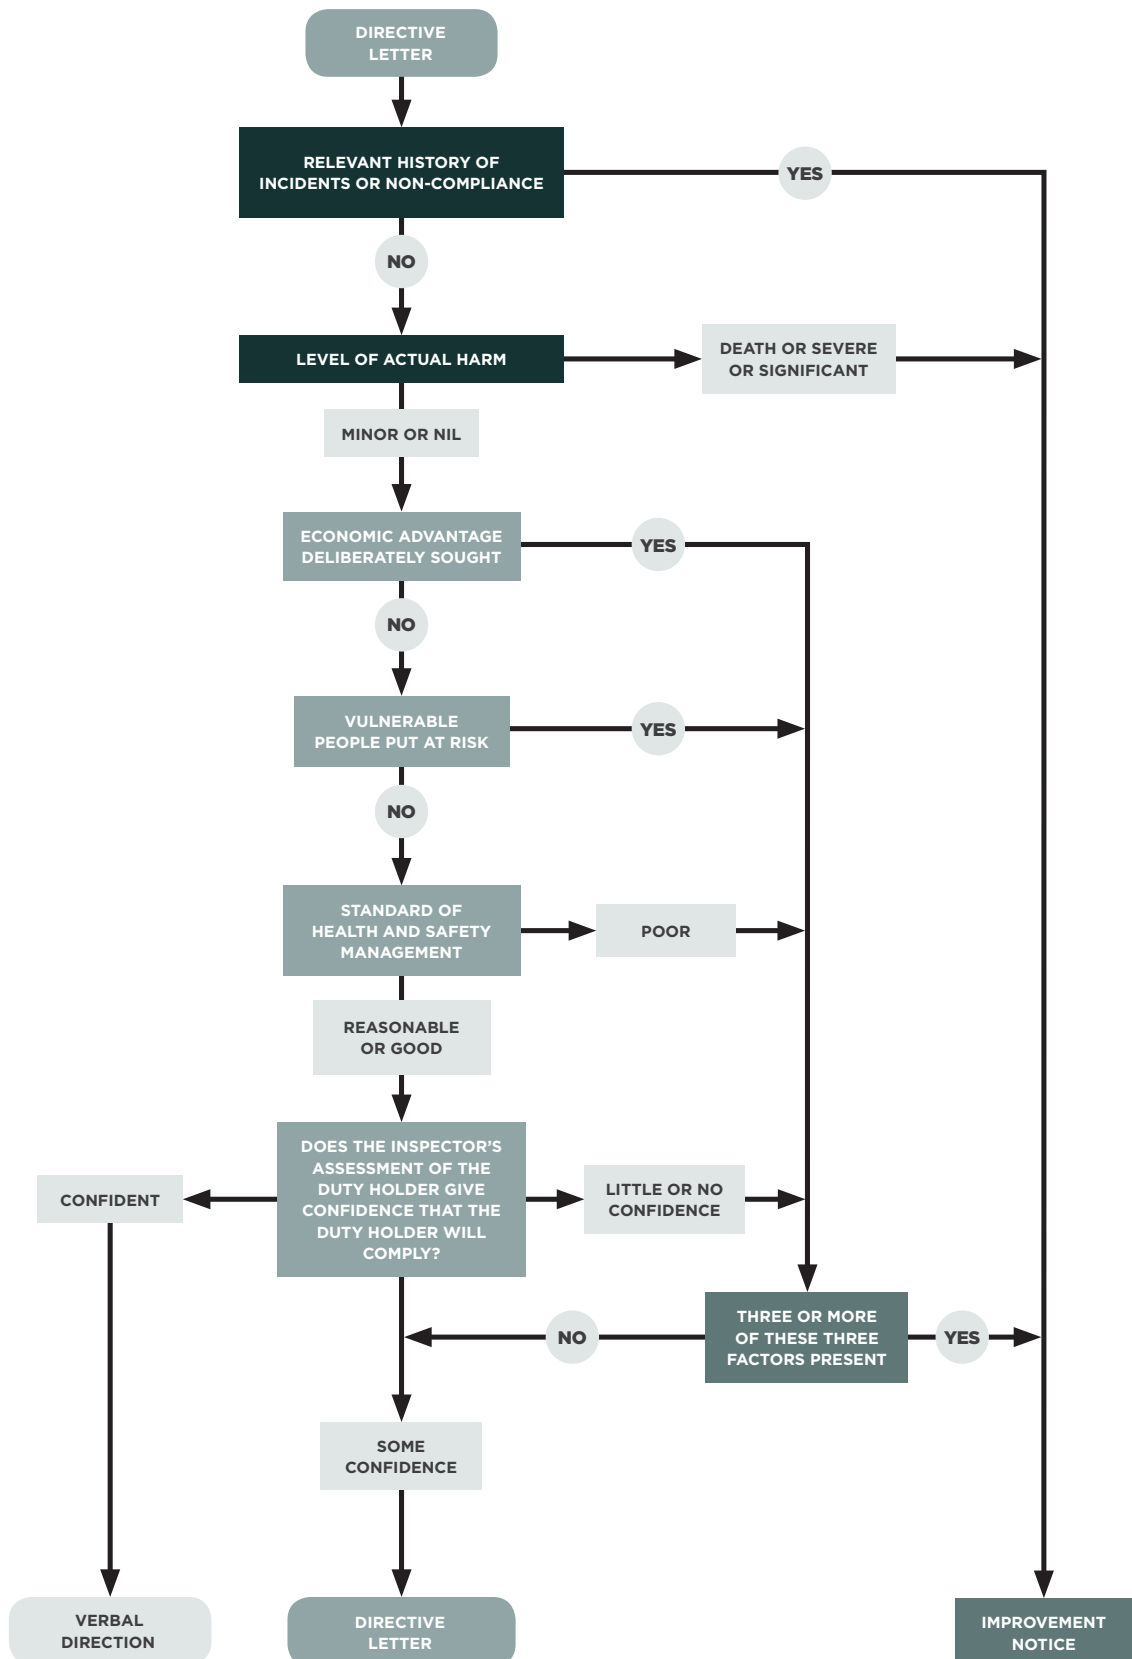 DIRECTIVE
LETTER
RELEVANT HISTORY OF
INCIDENTS OR NON-COMPLIANCE
YES
NO
LEVEL OF ACTUAL HARM
DEATH OR SEVERE
OR SIGNIFICANT
MINOR OR NIL
ECONOMIC ADVANTAGE
DELIBERATELY SOUGHT
YES
NO
VULNERABLE
PEOPLE PUT AT RISK
YES
NO
STANDARD OF
HEALTH AND SAFETY
MANAGEMENT
POOR
REASONABLE
OR GOOD
DOES THE INSPECTOR’S
ASSESSMENT OF THE
DUTY HOLDER GIVE
CONFIDENCE THAT THE
DUTY HOLDER WILL
COMPLY?
CONFIDENT
LITTLE OR NO
CONFIDENCE
THREE OR MORE
OF THESE THREE
FACTORS PRESENT
NO
YES
SOME
CONFIDENCE
VERBAL
DIRECTION
DIRECTIVE
LETTER
IMPROVEMENT
NOTICE